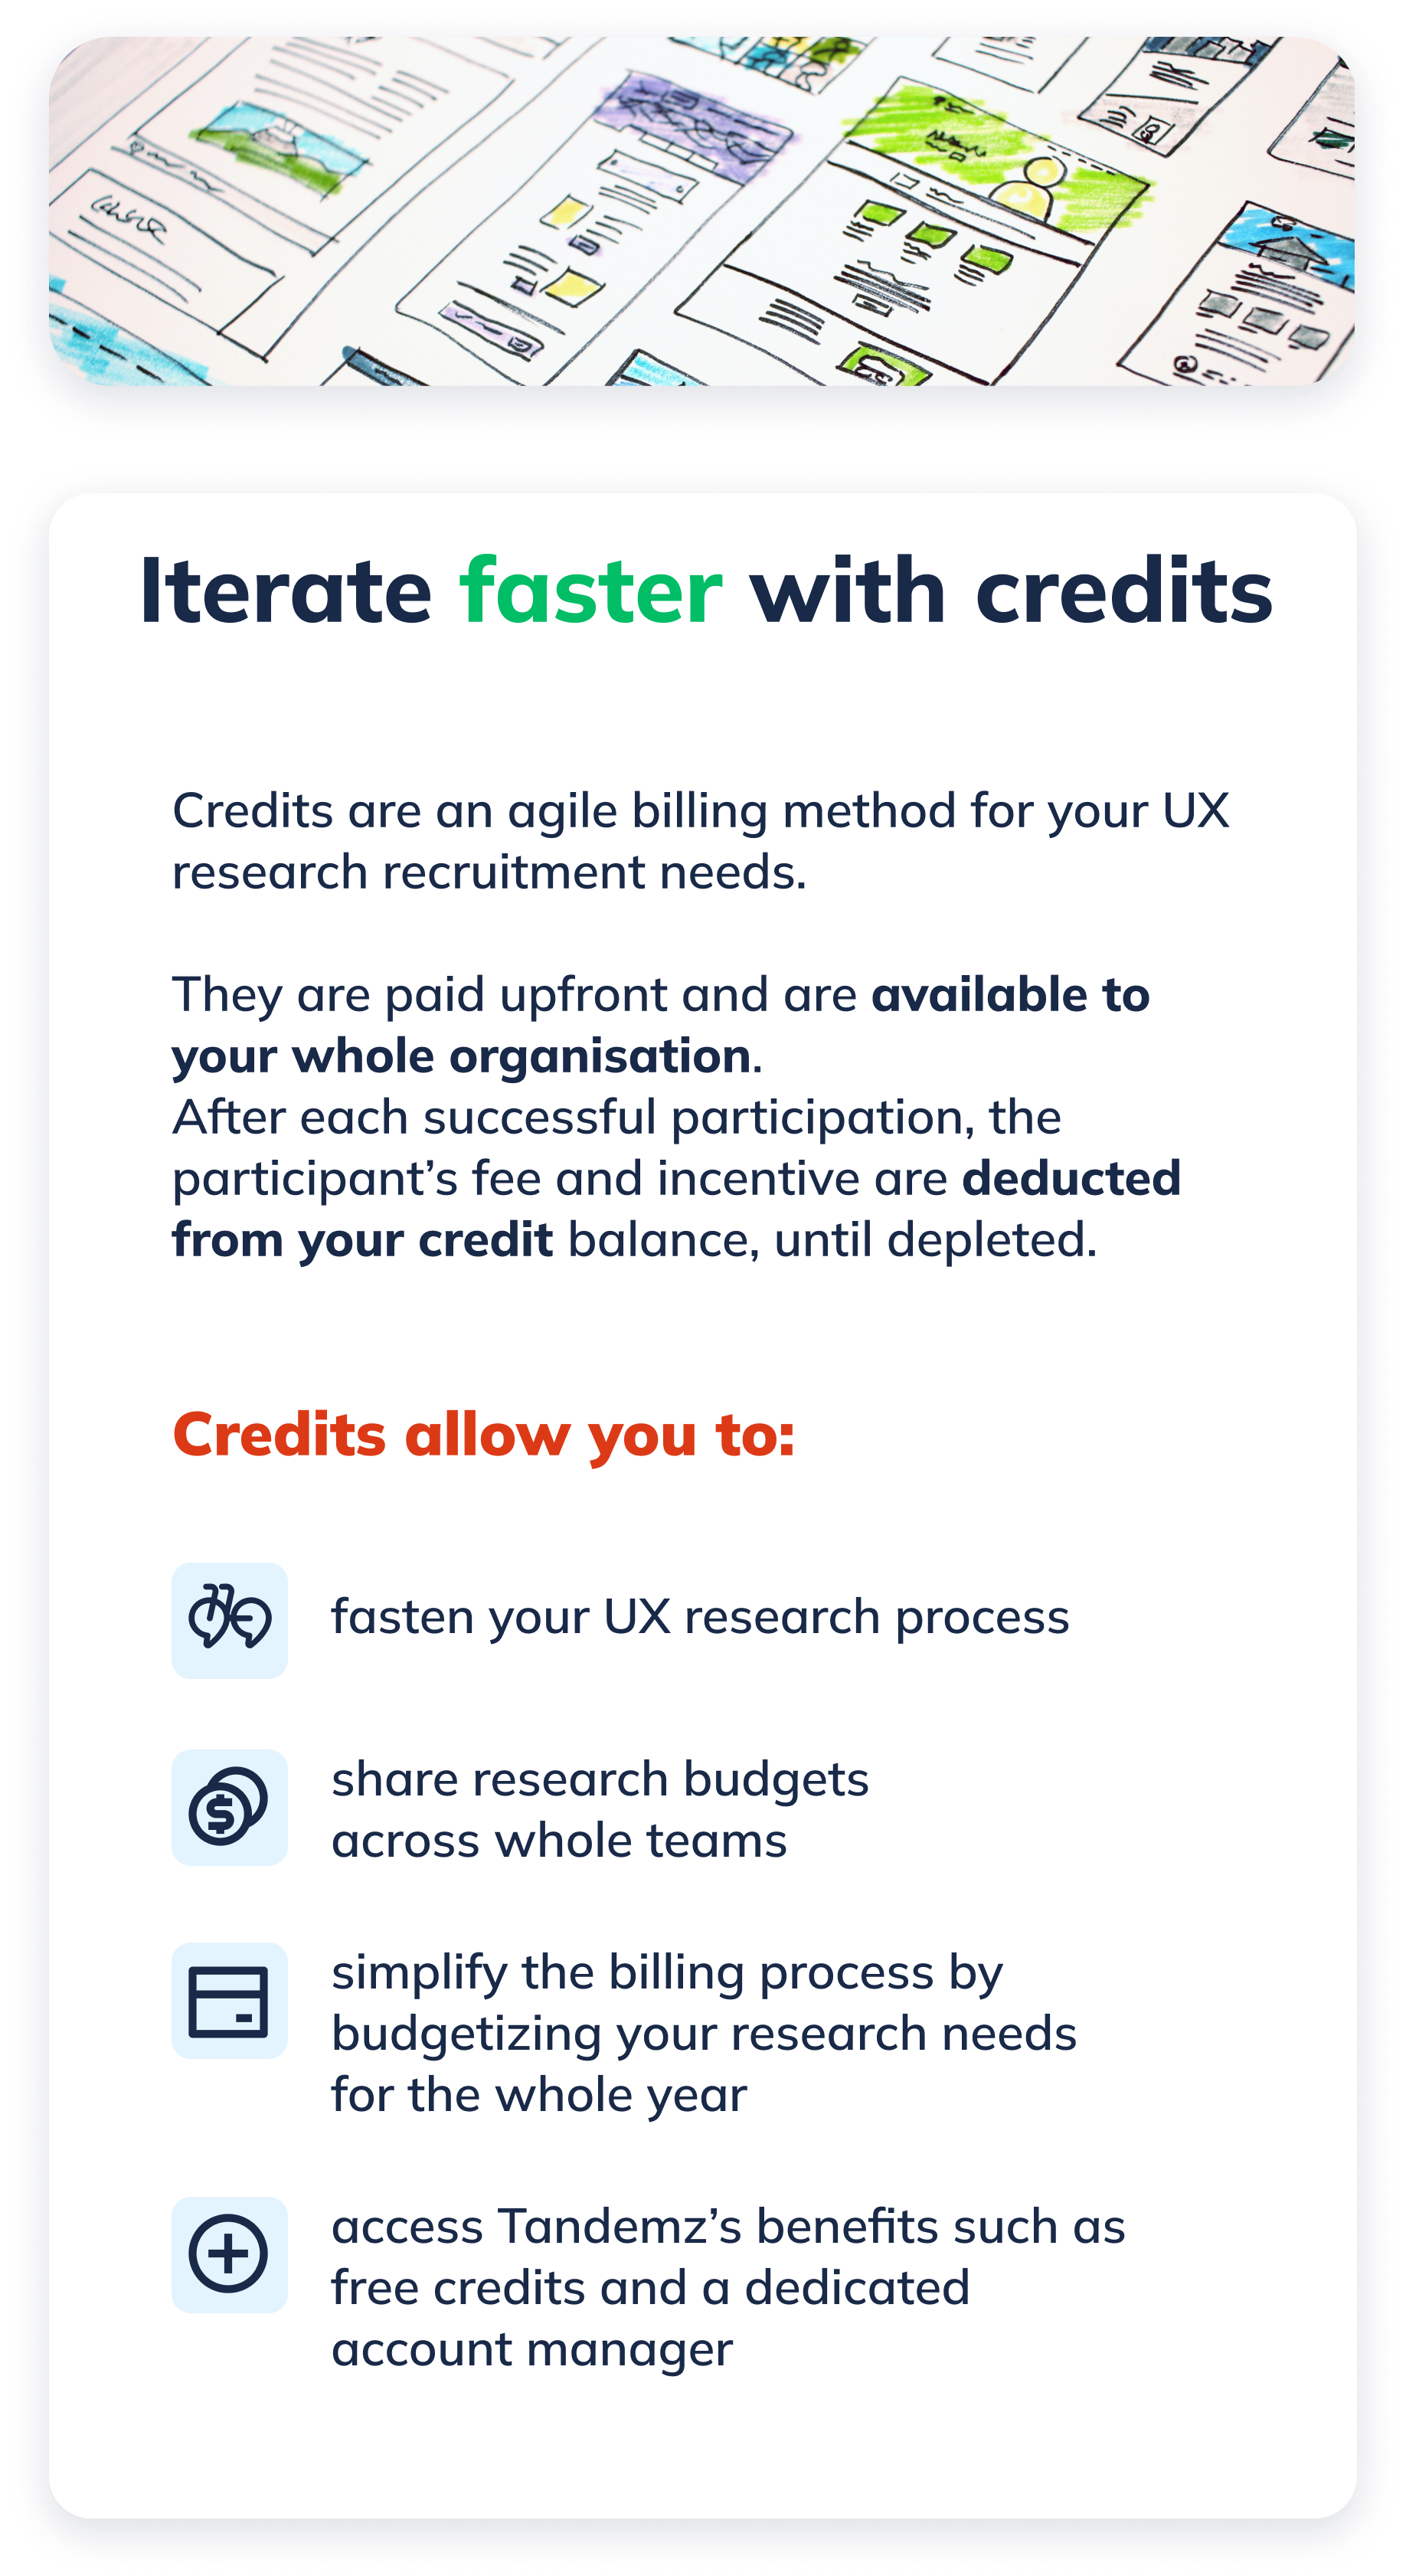 Iterate faster with credits
Credits are an agile billing method for your UX
research recruitment needs.
They are paid upfront and are available to
your whole organisation.
After each successful participation, the
participant’s fee and incentive are deducted
from your credit balance, until depleted.
Credits allow you to:
fasten your UX research process
share research budgets
across whole teams
simplify the billing process by
budgetizing your research needs
for the whole year
access Tandemz’s benefits such as
free credits and a dedicated
account manager